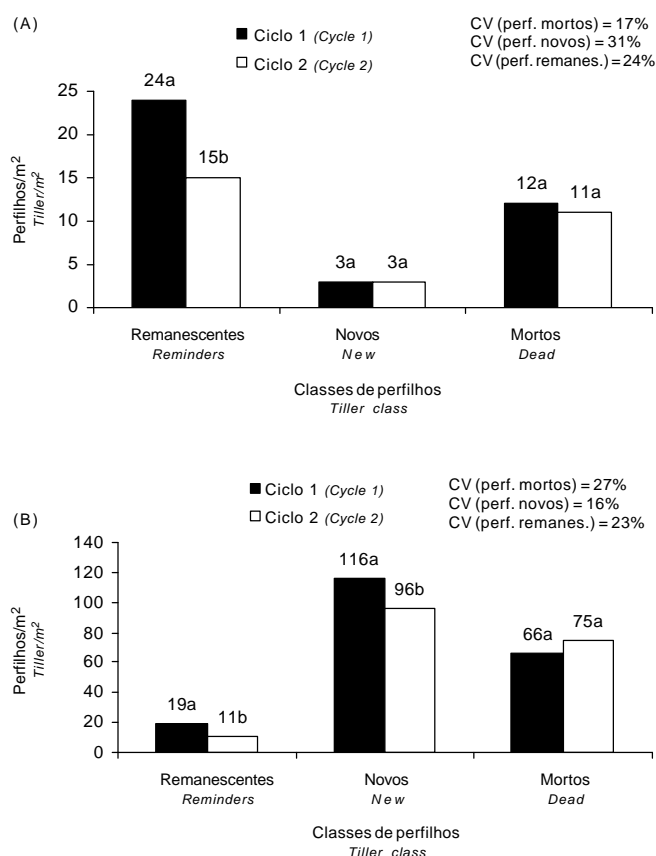 (A)
Ciclo 1 (Cycle 1)
Ciclo 2 (Cycle 2)
CV (perf. mortos) = 17%
CV (perf. novos) = 31%
CV (perf. remanes.) = 24%
Perfilhos/m²
Tiller/m²
25
20
15
10
5
0
24a
15b
3a
3a
12a
11a
Remanescentes
Reminders
Novos
New
Mortos
Dead
Classes de perfilhos
Tiller class
(B)
Ciclo 1 (Cycle 1)
Ciclo 2 (Cycle 2)
CV (perf. mortos) = 27%
CV (perf. novos) = 16%
CV (perf. remanes.) = 23%
Perfilhos/m²
Tiller/m²
140
120
100
80
60
40
20
0
19a
11b
116a
96b
66a
75a
Remanescentes
Reminders
Novos
New
Mortos
Dead
Classes de perfilhos
Tiller class